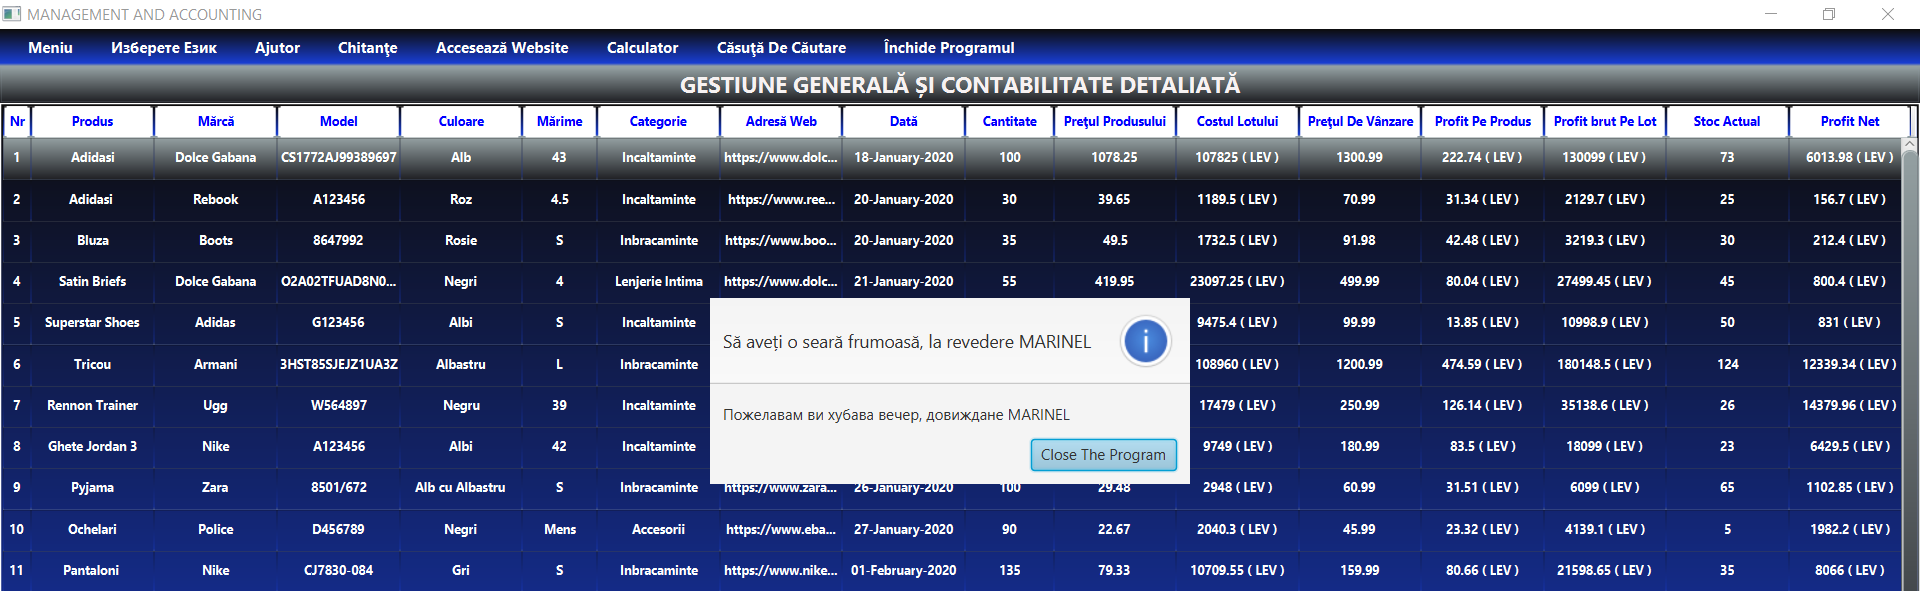 MANAGEMENT AND ACCOUNTING
Meniu Изберете Език Ajutor Chitanţe Accesează Website Calculator Căsuţă De Căutare Închide Programul
GESTIUNE GENERALĂ ȘI CONTABILITATE DETALIATĂ
Nr Produs Mărcă Model Culoare Mărime Categorie Adresă Web Dată Cantitate Preţul Produsului Costul Lotului Preţul De Vânzare Profit Pe Produs Profit brut Pe Lot Stoc Actual Profit Net
1 Adidasi Dolce Gabana CS1772AJ99389697 Alb 43 Incaltaminte https://www.dolc... 18-January-2020 100 1078.25 107825 ( LEV ) 1300.99 222.74 ( LEV ) 130099 ( LEV ) 73 6013.98 ( LEV )
2 Adidasi Rebook A123456 Roz 4.5 Incaltaminte https://www.ree... 20-January-2020 30 39.65 1189.5 ( LEV ) 70.99 31.34 ( LEV ) 2129.7 ( LEV ) 25 156.7 ( LEV )
3 Bluza Boots 8647992 Rosie S Inbracaminte https://www.boo... 20-January-2020 35 49.5 1732.5 ( LEV ) 91.98 42.48 ( LEV ) 3219.3 ( LEV ) 30 212.4 ( LEV )
4 Satin Briefs Dolce Gabana O2A02TFUAD8N0... Negri 4 Lenjerie Intima https://www.dolc... 21-January-2020 55 419.95 23097.25 ( LEV ) 499.99 80.04 ( LEV ) 27499.45 ( LEV ) 45 800.4 ( LEV )
5 Superstar Shoes Adidas G123456 Albi S Incaltaminte 9475.4 ( LEV ) 99.99 13.85 ( LEV ) 10998.9 ( LEV ) 50 831 ( LEV )
6 Tricou Armani 3HST85SJEJZ1UA3Z Albastru L Inbracaminte 108960 ( LEV ) 1200.99 474.59 ( LEV ) 180148.5 ( LEV ) 124 12339.34 ( LEV )
7 Rennon Trainer Ugg W564897 Negru 39 Incaltaminte 17479 ( LEV ) 250.99 126.14 ( LEV ) 35138.6 ( LEV ) 26 14379.96 ( LEV )
8 Ghete Jordan 3 Nike A123456 Albi 42 Incaltaminte 9749 ( LEV ) 180.99 83.5 ( LEV ) 18099 ( LEV ) 23 6429.5 ( LEV )
9 Pyjama Zara 8501/672 Alb cu Albastru S Inbracaminte https://www.zara... 26-January-2020 100 29.48 2948 ( LEV ) 60.99 31.51 ( LEV ) 6099 ( LEV ) 65 1102.85 ( LEV )
10 Ochelari Police D456789 Negri Mens Accesorii https://www.eba... 27-January-2020 90 22.67 2040.3 ( LEV ) 45.99 23.32 ( LEV ) 4139.1 ( LEV ) 5 1982.2 ( LEV )
11 Pantaloni Nike CJ7830-084 Gri S Inbracaminte https://www.nike... 01-February-2020 135 79.33 10709.55 ( LEV ) 159.99 80.66 ( LEV ) 21598.65 ( LEV ) 35 8066 ( LEV )
Să aveți o seară frumoasă, la revedere MARINEL
Пожелавам ви хубава вечер, довиждане MARINEL
Close The Program